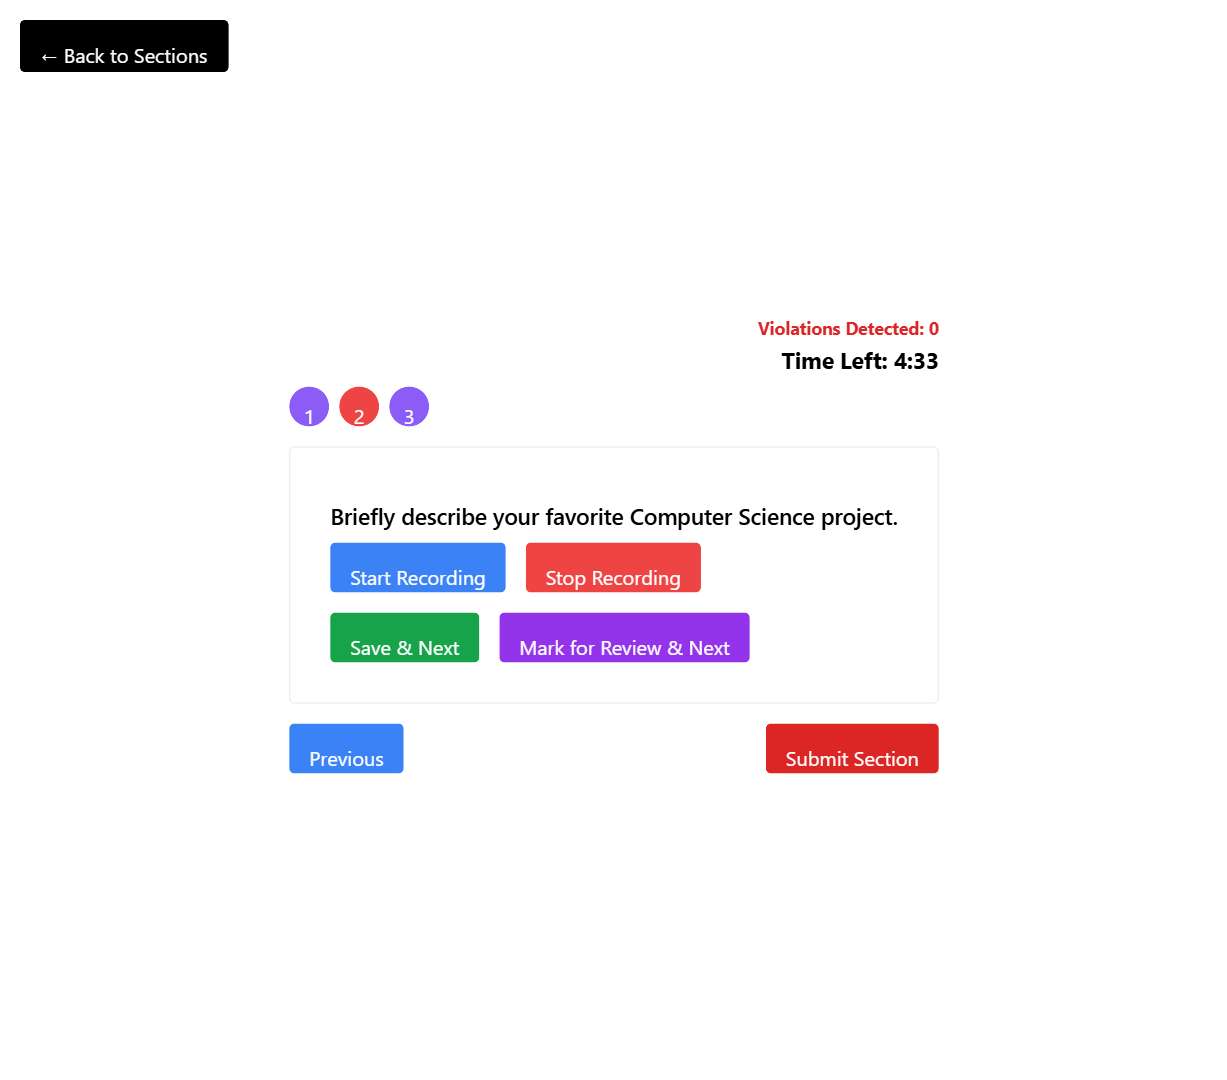 ← Back to Sections
Violations Detected: 0
Time Left: 4:33
1 2 3
Briefly describe your favorite Computer Science project.
Start Recording Stop Recording
Save & Next Mark for Review & Next
Previous Submit Section